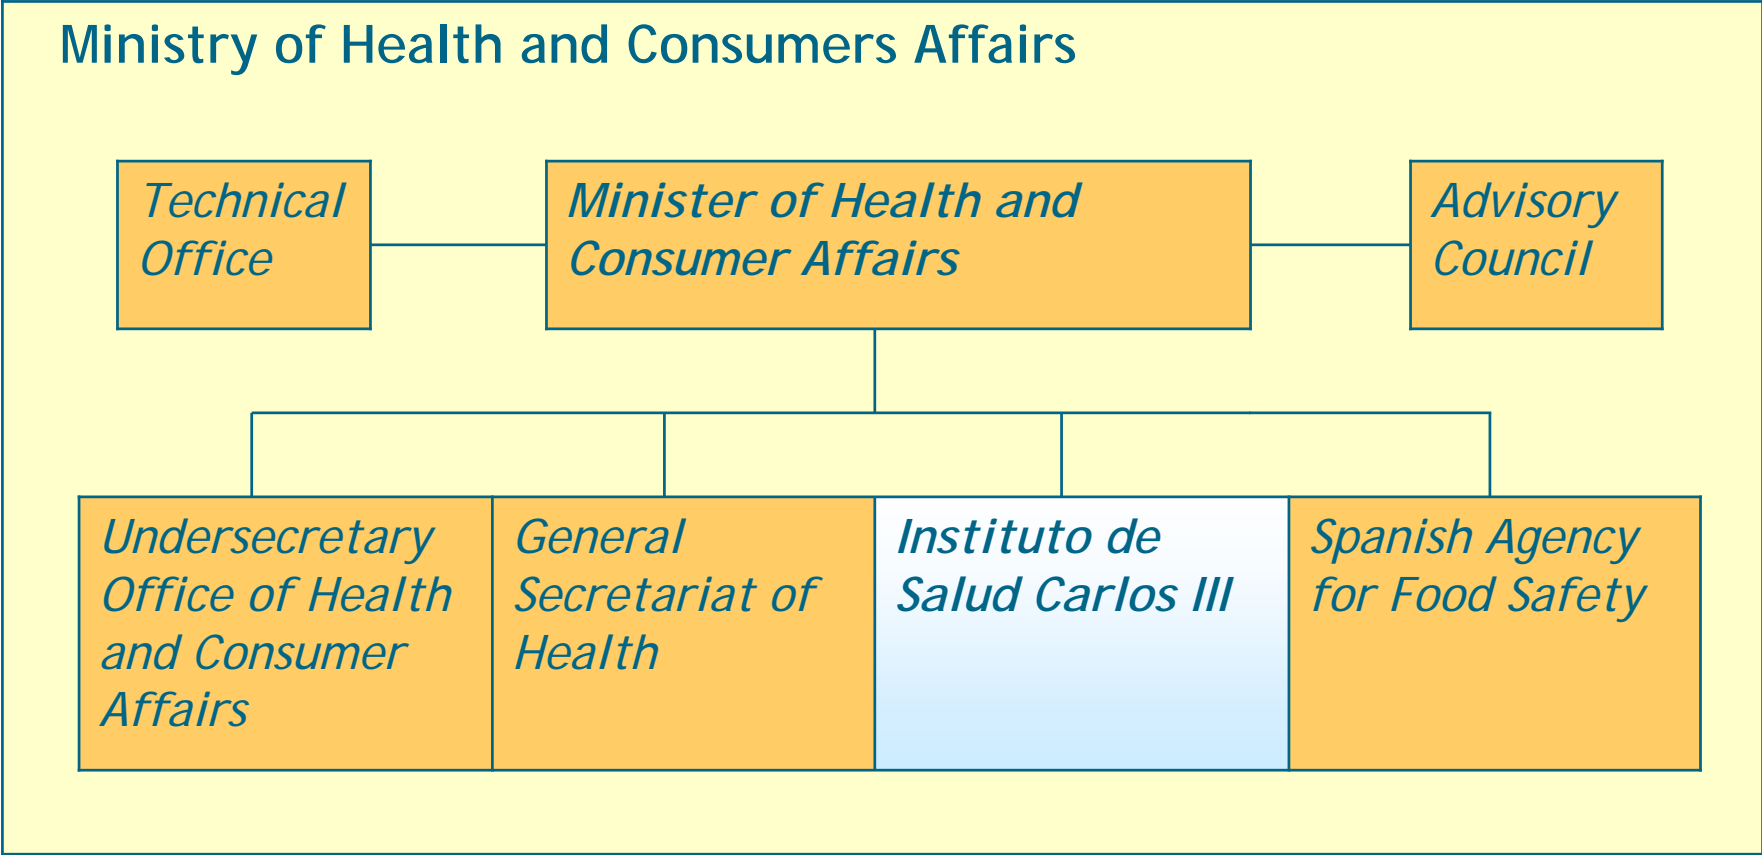 Ministry of Health and Consumers Affairs
Technical
Office
Minister of Health and
Consumer Affairs
Advisory
Council
Undersecretary
Office of Health
and Consumer
Affairs
General
Secretariat of
Health
Instituto de
Salud Carlos III
Spanish Agency
for Food Safety